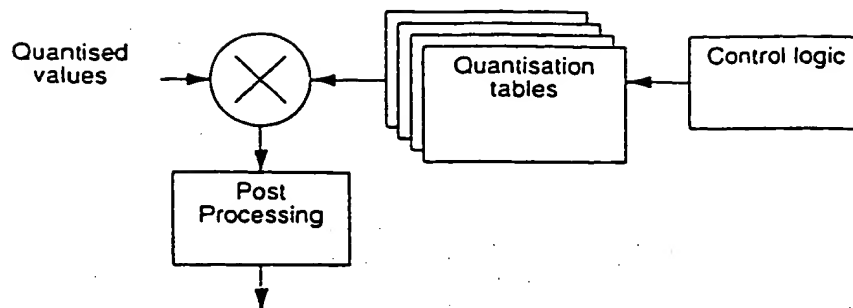 Quantised
values
Quantisation
tables
Control logic
Post
Processing